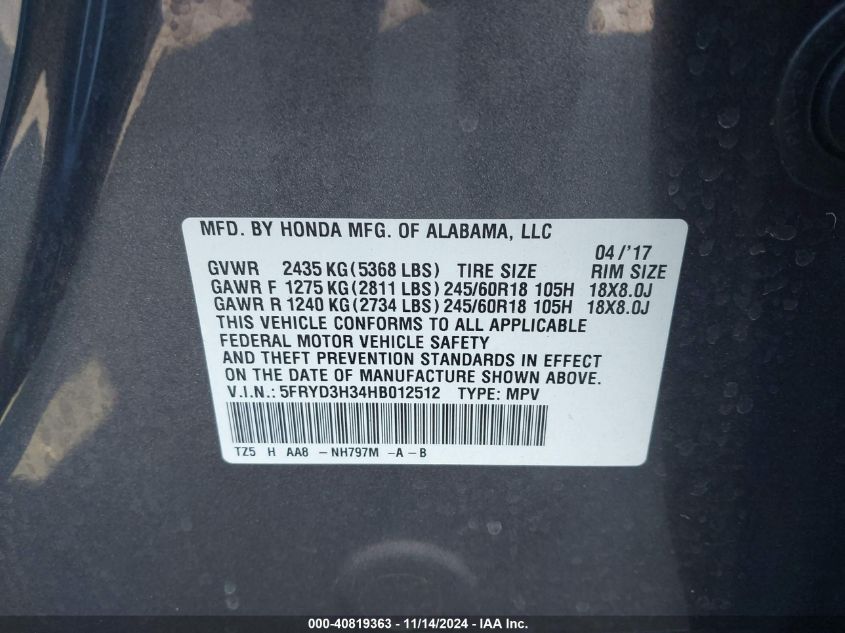 MFD. BY HONDA MFG. OF ALABAMA, LLC
04/'17
GVWR 2435 KG(5368 LBS) TIRE SIZE RIM SIZE
GAWR F 1275 KG(2811 LBS) 245/60R18 105H 18X8.0J
GAWR R 1240 KG(2734 LBS) 245/60R18 105H 18X8.0J
THIS VEHICLE CONFORMS TO ALL APPLICABLE
FEDERAL MOTOR VEHICLE SAFETY
AND THEFT PREVENTION STANDARDS IN EFFECT
ON THE DATE OF MANUFACTURE SHOWN ABOVE.
V.I.N.: 5FRYD3H34HB012512 TYPE: MPV
TZ5 H AA8 - NH797M -A - B
000-40819363 - 11/14/2024 - IAA Inc.